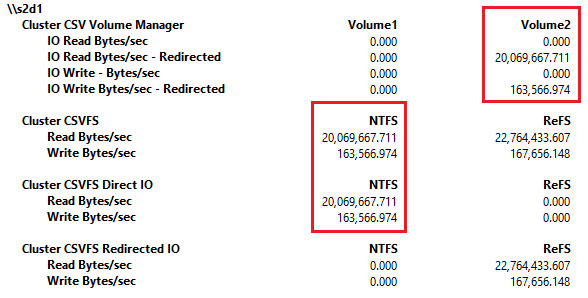 \\s2d1
Cluster CSV Volume Manager Volume1 Volume2
IO Read Bytes/sec 0.000 0.000
IO Read Bytes/sec - Redirected 0.000 20,069,667.711
IO Write - Bytes/sec 0.000 0.000
IO Write Bytes/sec - Redirected 0.000 163,566.974
Cluster CSVFS NTFS ReFS
Read Bytes/sec 20,069,667.711 22,764,433.607
Write Bytes/sec 163,566.974 167,656.148
Cluster CSVFS Direct IO NTFS ReFS
Read Bytes/sec 20,069,667.711 0.000
Write Bytes/sec 163,566.974 0.000
Cluster CSVFS Redirected IO NTFS ReFS
Read Bytes/sec 0.000 22,764,433.607
Write Bytes/sec 0.000 167,656.148